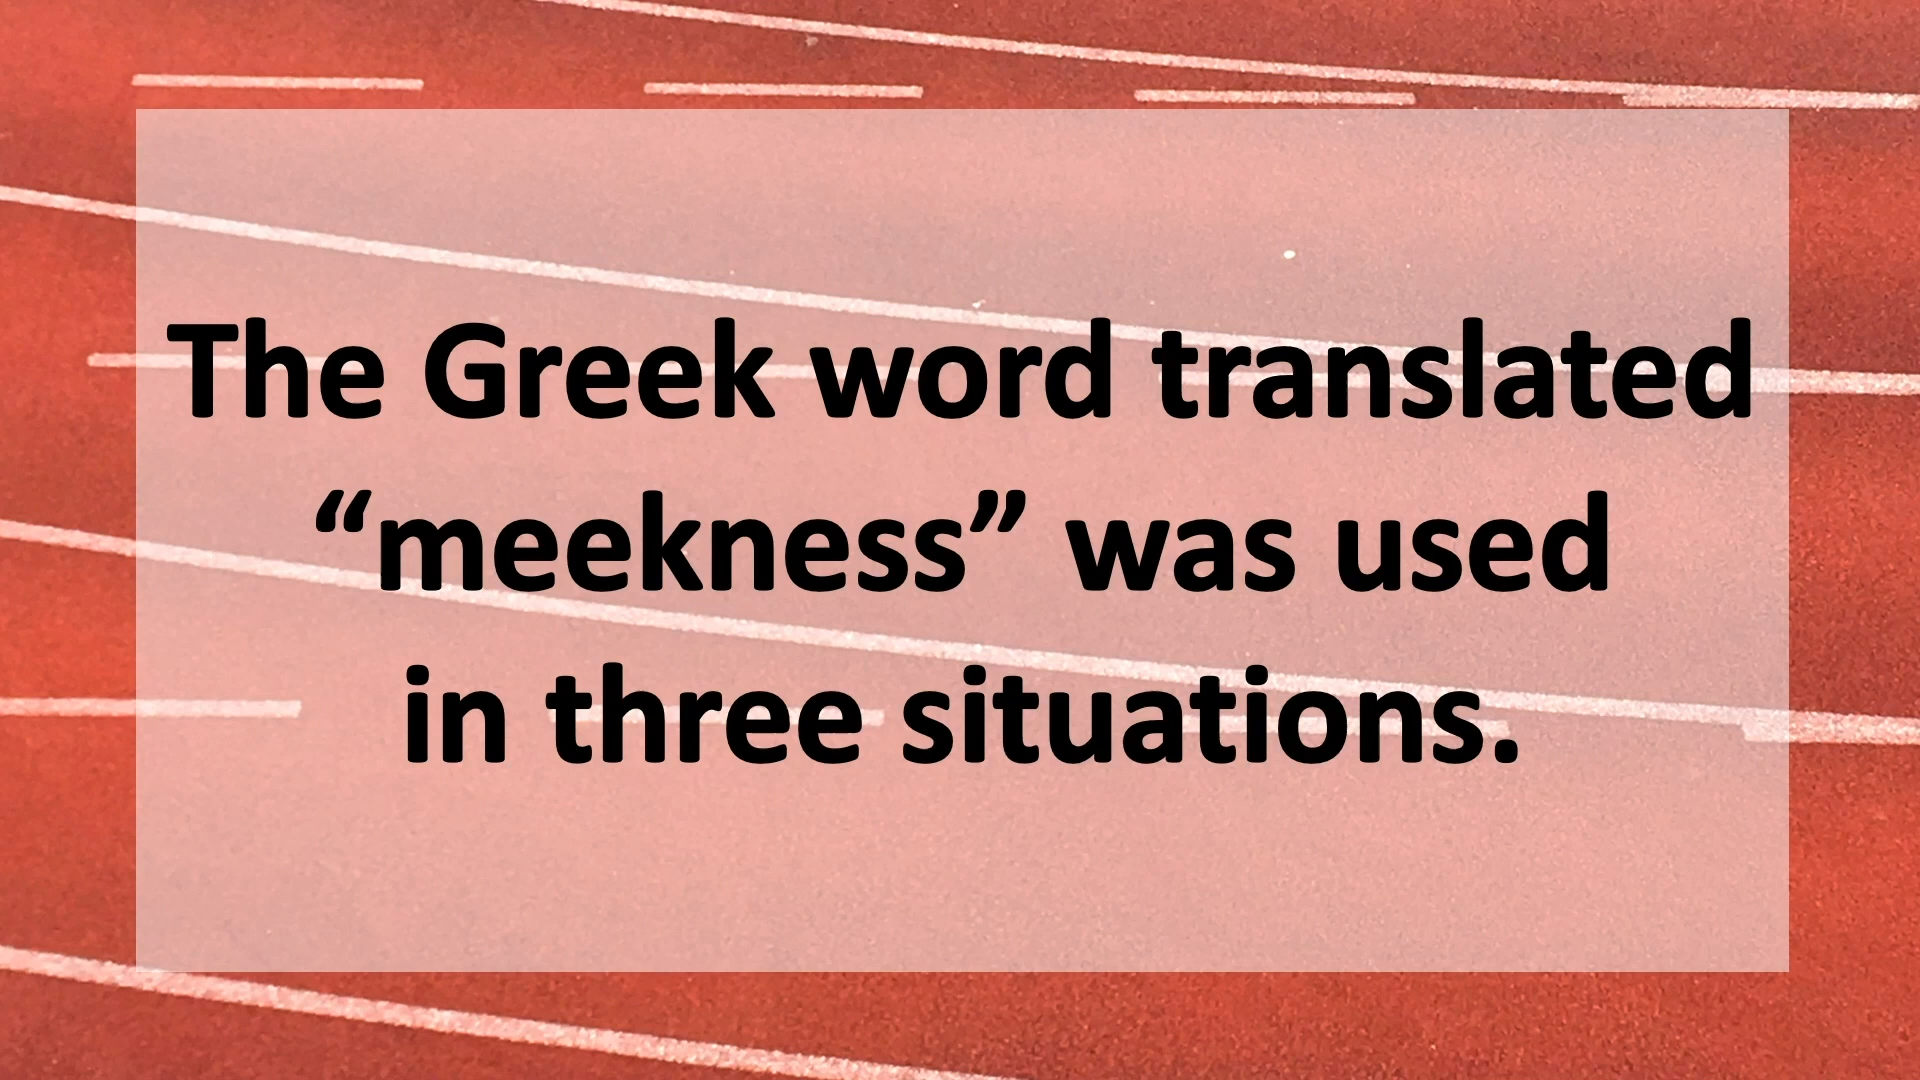 The Greek word translated
“meekness” was used
in three situations.